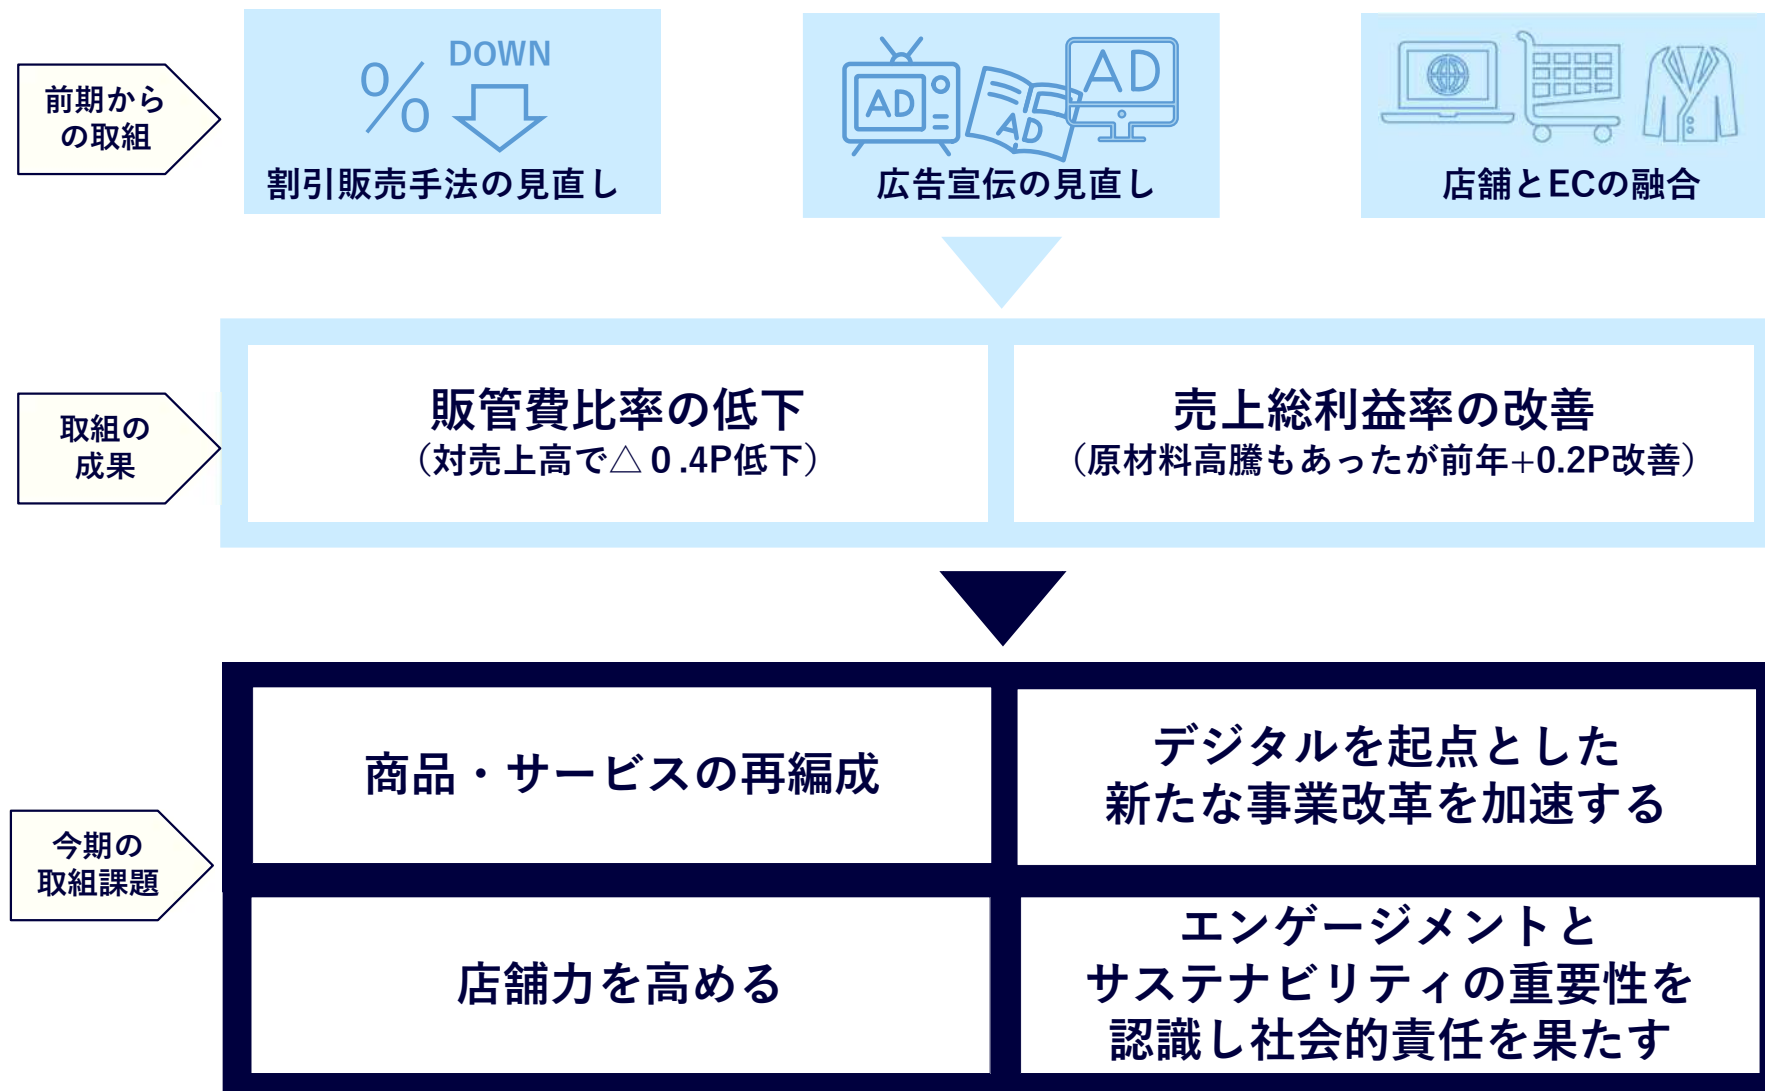 前期から
の取組
%
DOWN
割引販売手法の見直し
AD
AD
AD
広告宣伝の見直し
店舗とECの融合
取組の
成果
販管費比率の低下
（対売上高で△０.4P低下）
売上総利益率の改善
（原材料高騰もあったが前年+0.2P改善）
今期の
取組課題
商品・サービスの再編成
デジタルを起点とした
新たな事業改革を加速する
店舗力を高める
エンゲージメントと
サステナビリティの重要性を
認識し社会的責任を果たす